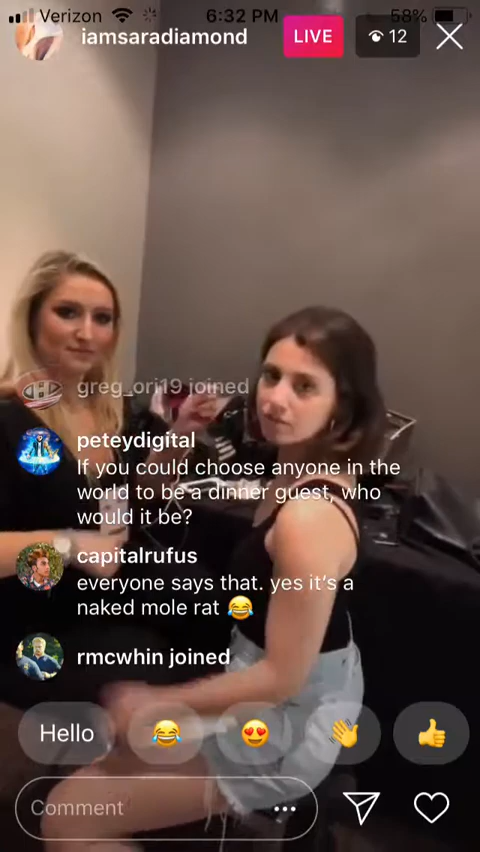 Verizon 6:32 PM 58%
iamsaradiamond LIVE 12
greg_ori19 joined
peteydigital
If you could choose anyone in the
world to be a dinner guest, who
would it be?
capitalrufus
everyone says that. yes it's a
naked mole rat 😂
rmcwhin joined
Hello 😂 😍 👋 👍
Comment